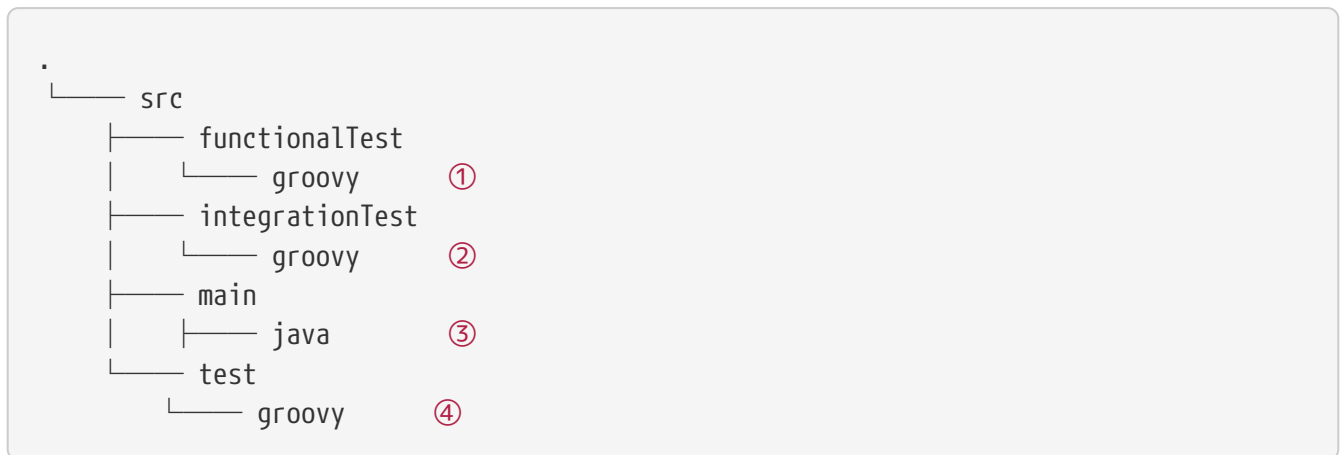 .
└── src
    ├── functionalTest
    │   └── groovy ①
    ├── integrationTest
    │   └── groovy ②
    ├── main
    │   ├── java ③
    └── test
        └── groovy ④